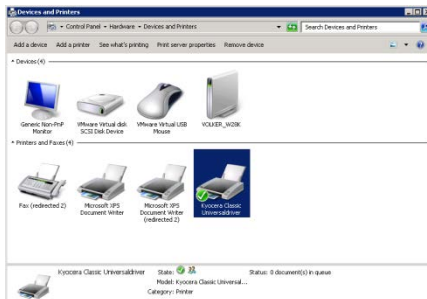 Devices and Printers
Control Panel Hardware Devices and Printers
Search Devices and Printers
Add a device Add a printer See what's printing Print server properties Remove device
Devices (4)
Generic Non-PnP Monitor
VMware Virtual disk SCSI Disk Device
VMware Virtual USB Mouse
VOLKER_W28K
Printers and Faxes (4)
Fax (redirected 2)
Microsoft XPS Document Writer
Microsoft XPS Document Writer (redirected 2)
Kyocera Classic Universaldriver
Kyocera Classic Universaldriver State: Status: 0 document(s) in queue
Model: Kyocera Classic Universal...
Category: Printer